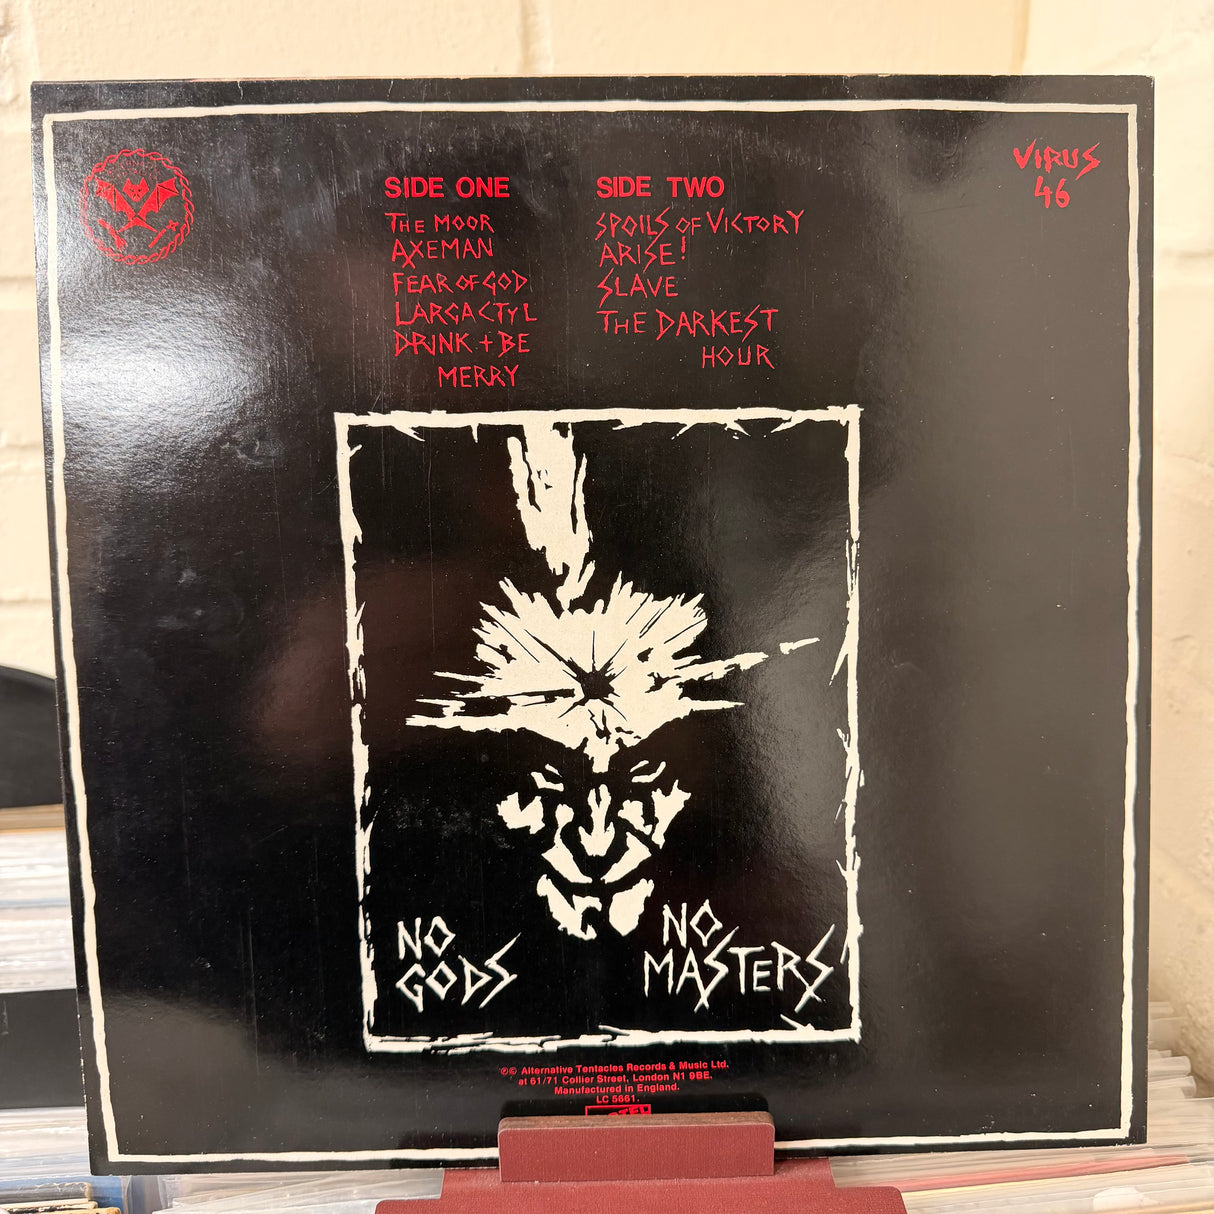 VIRUS
46
SIDE ONE
THE MOOR
AXEMAN
FEAR OF GOD
LARGACTYL
DRINK + BE
MERRY
SIDE TWO
SPOILS OF VICTORY
ARISE!
SLAVE
THE DARKEST
HOUR
NO
GODS
NO
MASTERS
℗© Alternative Tentacles Records & Music Ltd.
at 61/71 Collier Street, London N1 9BE.
Manufactured in England.
LC 5661.